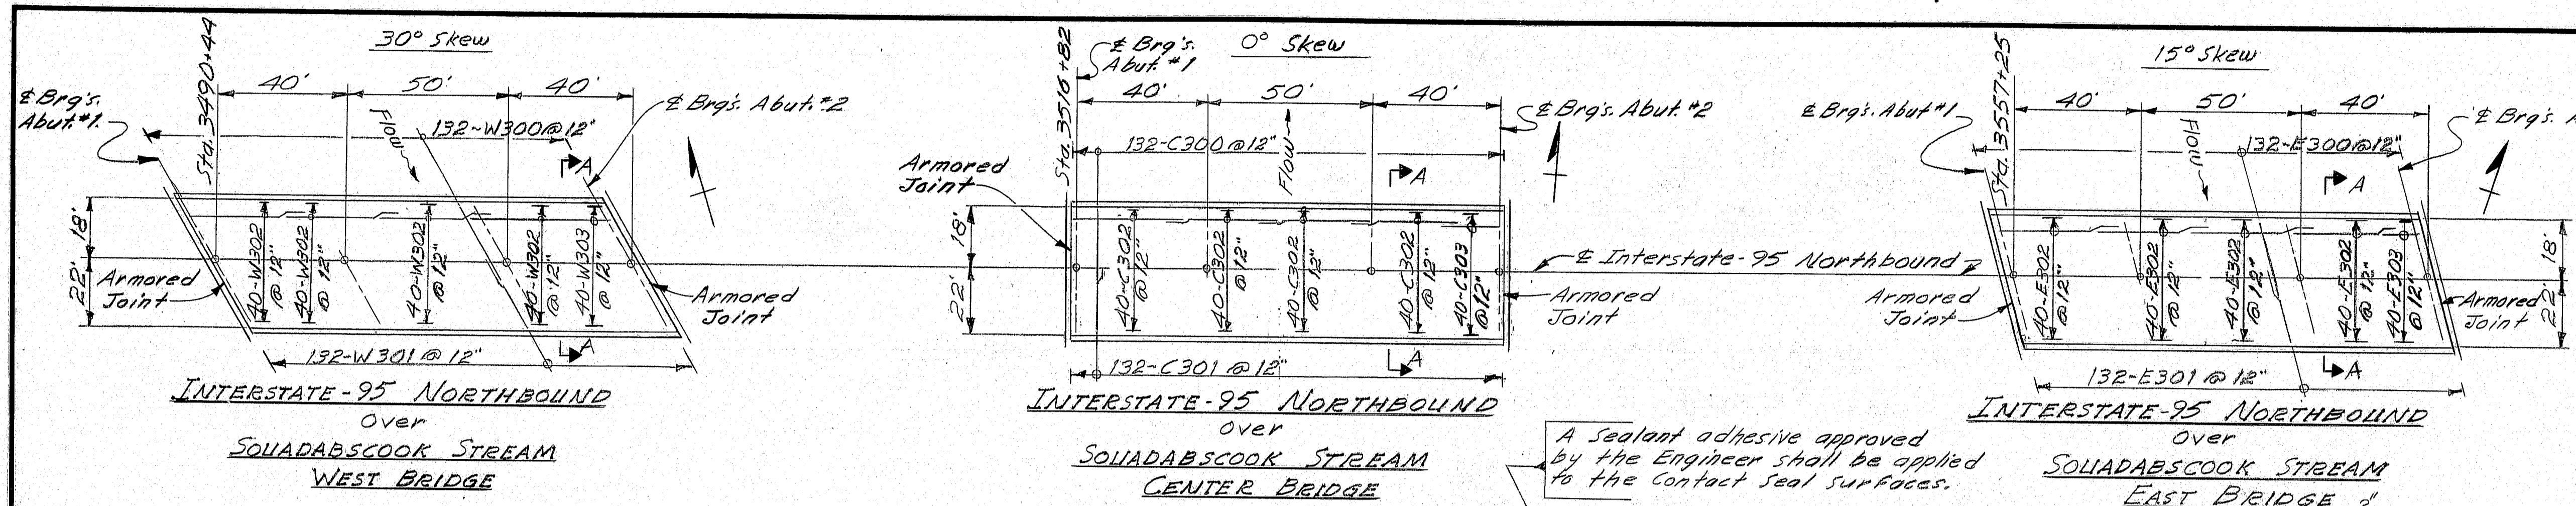 30° Skew
Sta. 3490+44
40'
50'
40'
℄ Brg's.
Abut. #1.
℄ Brg's. Abut. #2
Flow
132-W300@12"
A
18'
22'
40-W302
@ 12"
40-W302
@ 12"
40-W302
@ 12"
40-W302
@ 12"
40-W303
@ 12"
Armored
Joint
Armored
Joint
132-W301 @ 12"
A
INTERSTATE-95 NORTHBOUND
Over
SOUADABSCOOK STREAM
WEST BRIDGE
0° Skew
Sta. 3516+82
℄ Brg's.
Abut. #1
40'
50'
40'
℄ Brg's. Abut. #2
132-C300@12"
Flow
A
Armored
Joint
18'
22'
40-C302
@ 12"
40-C302
@ 12"
40-C302
@ 12"
40-C302
@ 12"
40-C303
@ 12"
℄ Interstate-95 Northbound
Armored
Joint
132-C301 @ 12"
A
INTERSTATE-95 NORTHBOUND
Over
SOUADABSCOOK STREAM
CENTER BRIDGE
A Sealant adhesive approved
by the Engineer shall be applied
to the Contact Seal Surfaces.
15° Skew
Sta. 3557+25
40'
50'
40'
℄ Brg's. Abut #1
℄ Brg's. A
Flow
132-E300@12"
A
18'
22'
40-E302
@ 12"
40-E302
@ 12"
40-E302
@ 12"
40-E302
@ 12"
40-E303
@ 12"
Armored
Joint
Armored
Joint
132-E301 @ 12"
A
INTERSTATE-95 NORTHBOUND
Over
SOUADABSCOOK STREAM
EAST BRIDGE